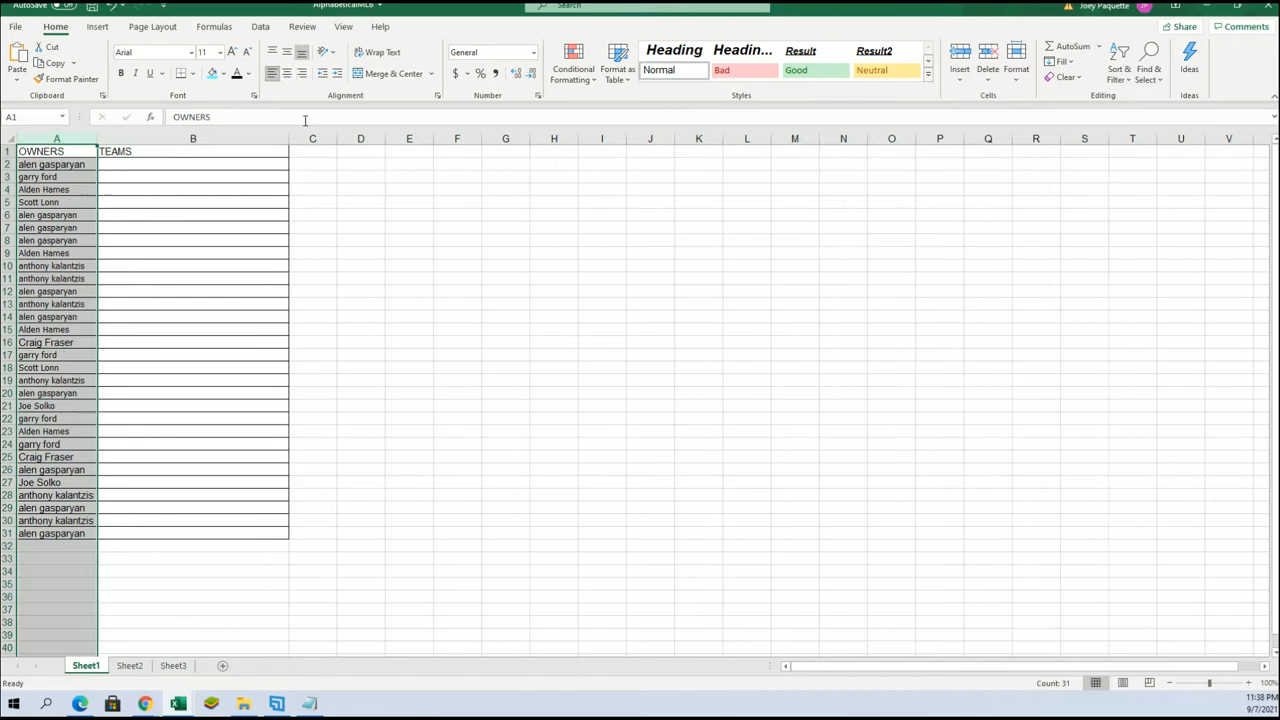 AutoSave AlphabeticalMLB Search Joey Paquette JP
File Home Insert Page Layout Formulas Data Review View Help Share Comments
Paste Cut Copy Format Painter Clipboard
Arial 11 A A B I U A Font
Wrap Text Merge & Center Alignment
General $ % Number
Conditional Formatting Format as Table
Heading Headin... Result Result2
Normal Bad Good Neutral
Styles
Insert Delete Format Cells
AutoSum Fill Clear Sort & Filter Find & Select Editing
Ideas Ideas
A1 fx OWNERS
A B C D E F G H I J K L M N O P Q R S T U V
1 OWNERS TEAMS
2 alen gasparyan
3 garry ford
4 Alden Hames
5 Scott Lonn
6 alen gasparyan
7 alen gasparyan
8 alen gasparyan
9 Alden Hames
10 anthony kalantzis
11 anthony kalantzis
12 alen gasparyan
13 anthony kalantzis
14 alen gasparyan
15 Alden Hames
16 Craig Fraser
17 garry ford
18 Scott Lonn
19 anthony kalantzis
20 alen gasparyan
21 Joe Solko
22 garry ford
23 Alden Hames
24 garry ford
25 Craig Fraser
26 alen gasparyan
27 Joe Solko
28 anthony kalantzis
29 alen gasparyan
30 anthony kalantzis
31 alen gasparyan
32
33
34
35
36
37
38
39
40
Sheet1 Sheet2 Sheet3
Ready Count: 31 100%
11:38 PM
9/7/2021